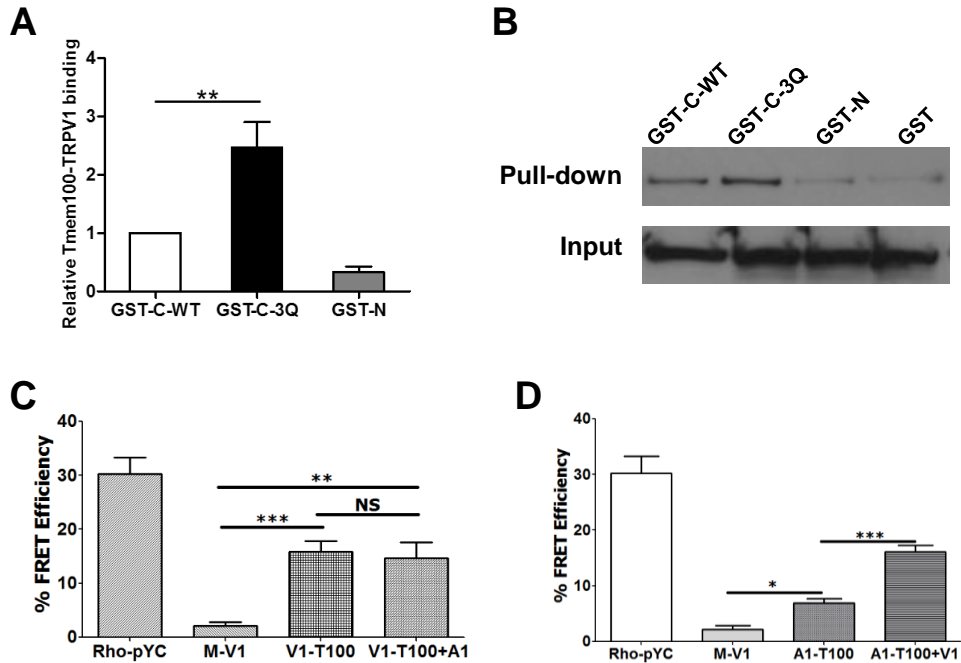 A
Relative Tmem100-TRPV1 binding
4
3
2
1
0
**
GST-C-WT GST-C-3Q GST-N
B
GST-C-WT GST-C-3Q GST-N GST
Pull-down
Input
C
% FRET Efficiency
40
30
20
10
0
**
NS
***
Rho-pYC M-V1 V1-T100 V1-T100+A1
D
% FRET Efficiency
40
30
20
10
0
***
*
Rho-pYC M-V1 A1-T100 A1-T100+V1